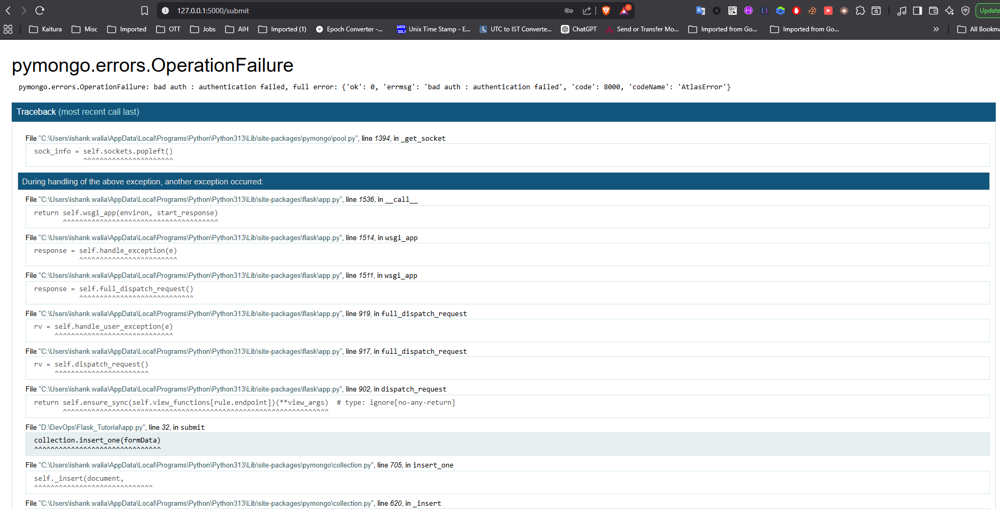 127.0.0.1:5000/submit
1
Update
Kaltura Misc Imported OTT Jobs AIH Imported (1) Epoch Converter -... Unix Time Stamp - E... UTC to IST Converte... ChatGPT Send or Transfer Mo... Imported from Go... Imported from Go... » All Bookma
pymongo.errors.OperationFailure
pymongo.errors.OperationFailure: bad auth : authentication failed, full error: {'ok': 0, 'errmsg': 'bad auth : authentication failed', 'code': 8000, 'codeName': 'AtlasError'}
Traceback (most recent call last)
File "C:\Users\ishank.walia\AppData\Local\Programs\Python\Python313\Lib\site-packages\pymongo\pool.py", line 1394, in _get_socket
sock_info = self.sockets.popleft()
^^^^^^^^^^^^^^^^^^^^^^
During handling of the above exception, another exception occurred:
File "C:\Users\ishank.walia\AppData\Local\Programs\Python\Python313\Lib\site-packages\flask\app.py", line 1536, in __call__
return self.wsgi_app(environ, start_response)
^^^^^^^^^^^^^^^^^^^^^^^^^^^^^^^^^^^^^^
File "C:\Users\ishank.walia\AppData\Local\Programs\Python\Python313\Lib\site-packages\flask\app.py", line 1514, in wsgi_app
response = self.handle_exception(e)
^^^^^^^^^^^^^^^^^^^^^^^^
File "C:\Users\ishank.walia\AppData\Local\Programs\Python\Python313\Lib\site-packages\flask\app.py", line 1511, in wsgi_app
response = self.full_dispatch_request()
^^^^^^^^^^^^^^^^^^^^^^^^^^^^
File "C:\Users\ishank.walia\AppData\Local\Programs\Python\Python313\Lib\site-packages\flask\app.py", line 919, in full_dispatch_request
rv = self.handle_user_exception(e)
^^^^^^^^^^^^^^^^^^^^^^^^^^^^^
File "C:\Users\ishank.walia\AppData\Local\Programs\Python\Python313\Lib\site-packages\flask\app.py", line 917, in full_dispatch_request
rv = self.dispatch_request()
^^^^^^^^^^^^^^^^^^^^^^^
File "C:\Users\ishank.walia\AppData\Local\Programs\Python\Python313\Lib\site-packages\flask\app.py", line 902, in dispatch_request
return self.ensure_sync(self.view_functions[rule.endpoint])(**view_args)  # type: ignore[no-any-return]
^^^^^^^^^^^^^^^^^^^^^^^^^^^^^^^^^^^^^^^^^^^^^^^^^^^^^^^^^^^^^^^^^
File "D:\DevOps\Flask_Tutorial\app.py", line 32, in submit
collection.insert_one(formData)
^^^^^^^^^^^^^^^^^^^^^^^^^^^^^^^
File "C:\Users\ishank.walia\AppData\Local\Programs\Python\Python313\Lib\site-packages\pymongo\collection.py", line 705, in insert_one
self._insert(document,
^^^^^^^^^^^^^^^^^^^^^^^^^^^^^
File "C:\Users\ishank.walia\AppData\Local\Programs\Python\Python313\Lib\site-packages\pymongo\collection.py", line 620, in _insert